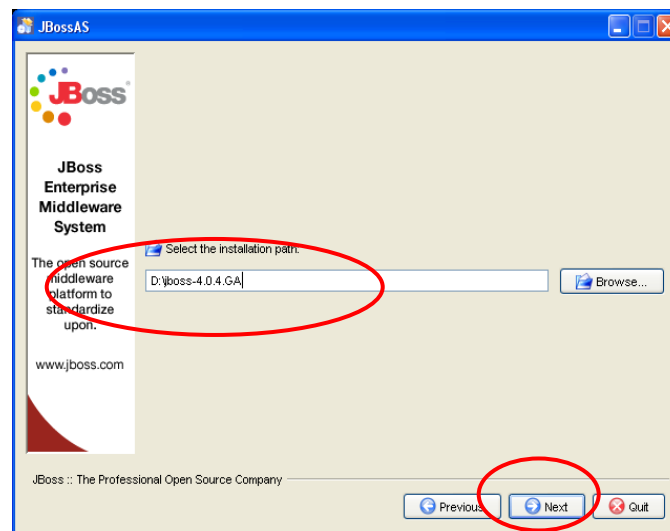 JBossAS
JBoss
JBoss
Enterprise
Middleware
System
The open source
middleware
platform to
standardize
upon.
www.jboss.com
Select the installation path:
D:\jboss-4.0.4.GA
Browse...
JBoss :: The Professional Open Source Company
Previous
Next
Quit